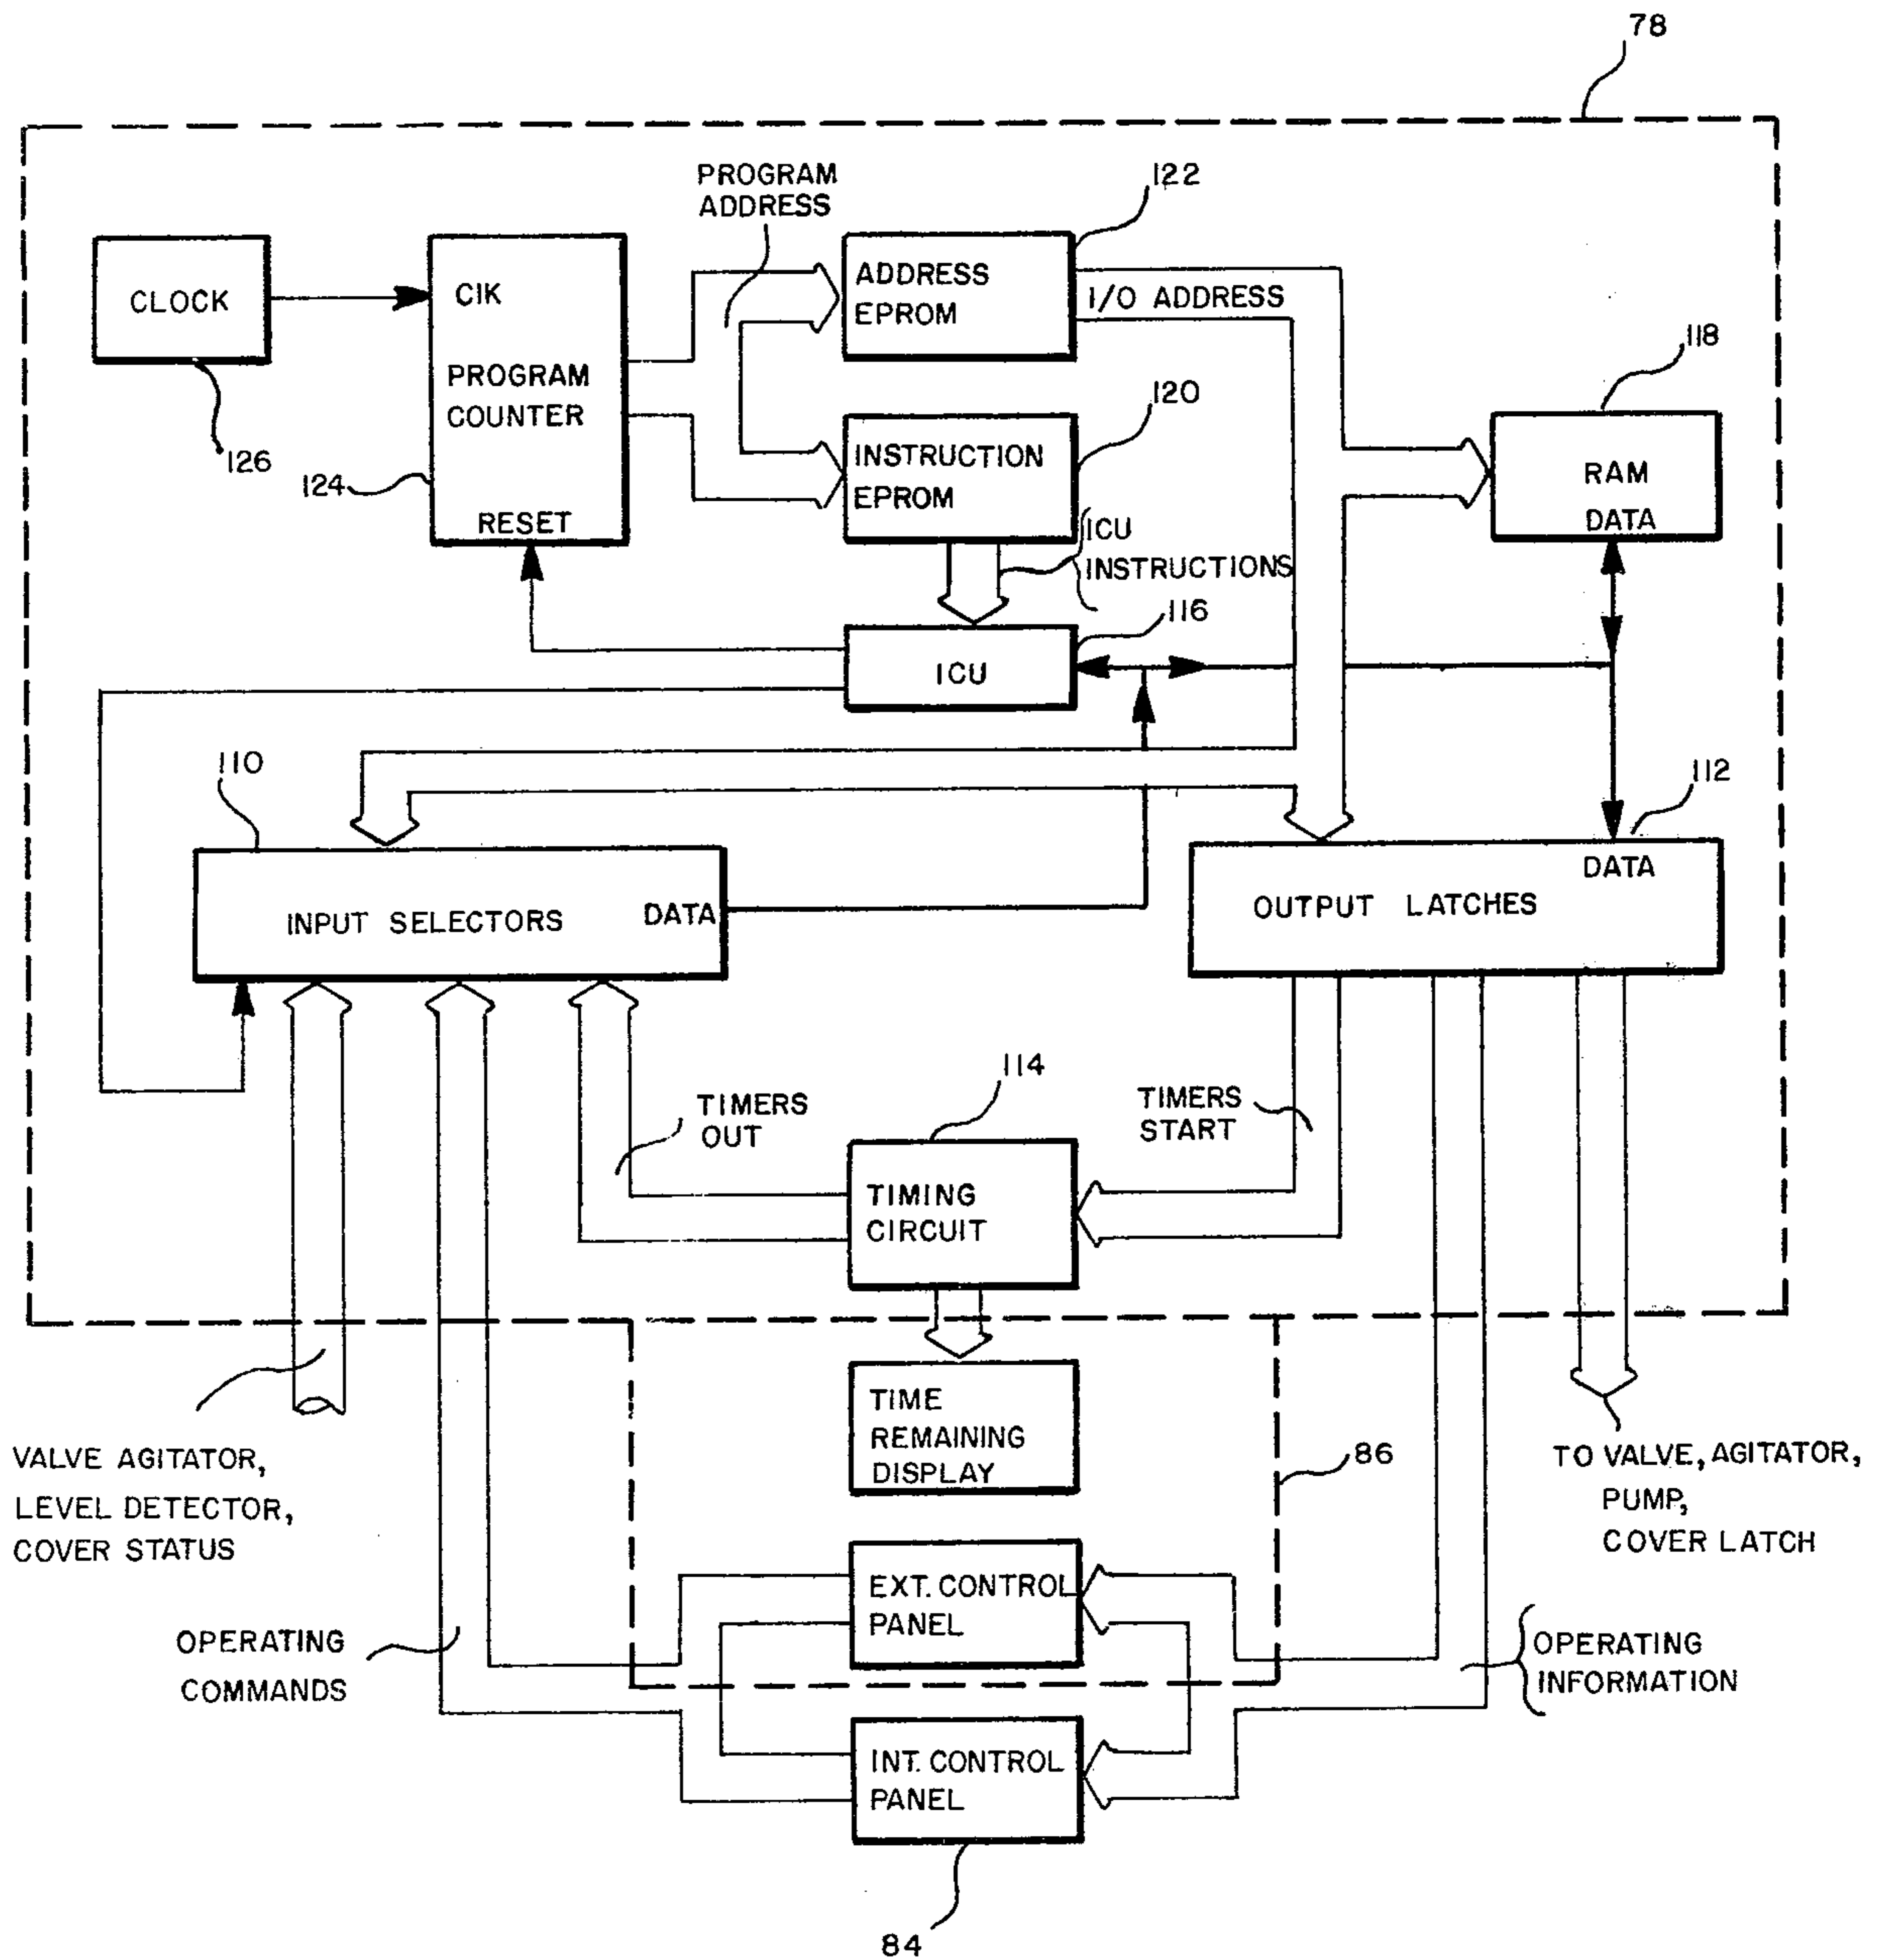 78
PROGRAM
ADDRESS
122
CLOCK
126
CIK
PROGRAM
COUNTER
RESET
124
ADDRESS
EPROM
I/O ADDRESS
118
120
INSTRUCTION
EPROM
RAM
DATA
ICU
INSTRUCTIONS
116
ICU
110
112
INPUT SELECTORS
DATA
DATA
OUTPUT LATCHES
114
TIMERS
OUT
TIMERS
START
TIMING
CIRCUIT
TIME
REMAINING
DISPLAY
86
VALVE AGITATOR,
LEVEL DETECTOR,
COVER STATUS
TO VALVE, AGITATOR,
PUMP,
COVER LATCH
EXT. CONTROL
PANEL
OPERATING
COMMANDS
OPERATING
INFORMATION
INT. CONTROL
PANEL
84